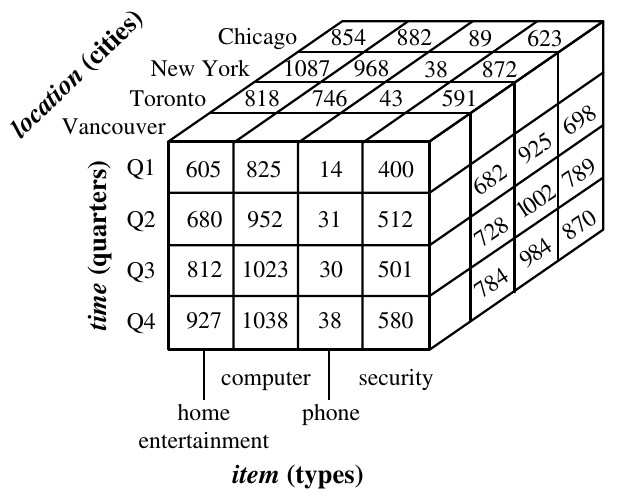 location (cities)
Chicago 854 882 89 623
New York 1087 968 38 872
Toronto 818 746 43 591
Vancouver
time (quarters)
Q1 605 825 14 400
Q2 680 952 31 512
Q3 812 1023 30 501
Q4 927 1038 38 580
682 925 698
728 1002 789
784 984 870
computer security
home phone
entertainment
item (types)